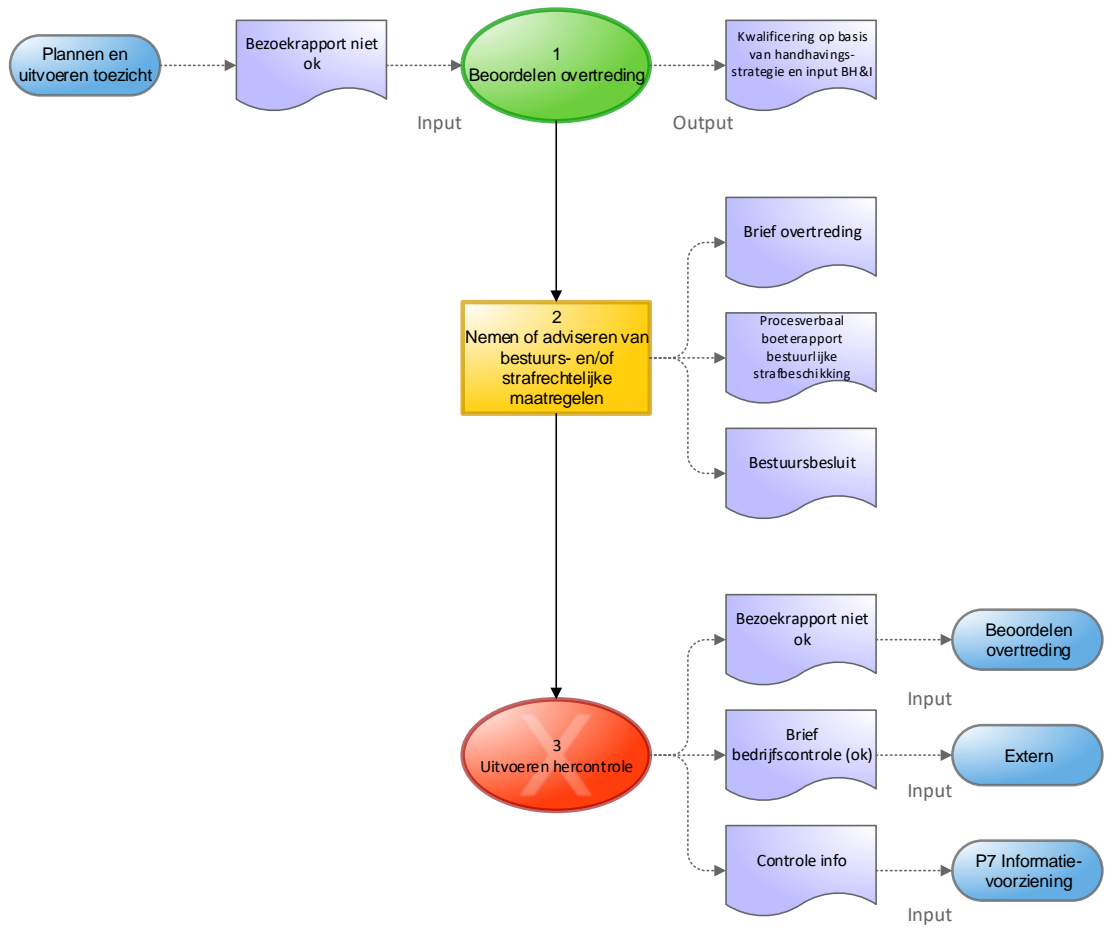 Plannen en
uitvoeren toezicht
Bezoekrapport niet
ok
Input
1
Beoordelen overtreding
Output
Kwalificering op basis
van handhavings-
strategie en input BH&I
Brief overtreding
2
Nemen of adviseren van
bestuurs- en/of
strafrechtelijke
maatregelen
Procesverbaal
boeterapport
bestuurlijke
strafbeschikking
Bestuursbesluit
Bezoekrapport niet
ok
Beoordelen
overtreding
Input
X
3
Uitvoeren hercontrole
Brief
bedrijfscontrole (ok)
Extern
Input
Controle info
P7 Informatie-
voorziening
Input